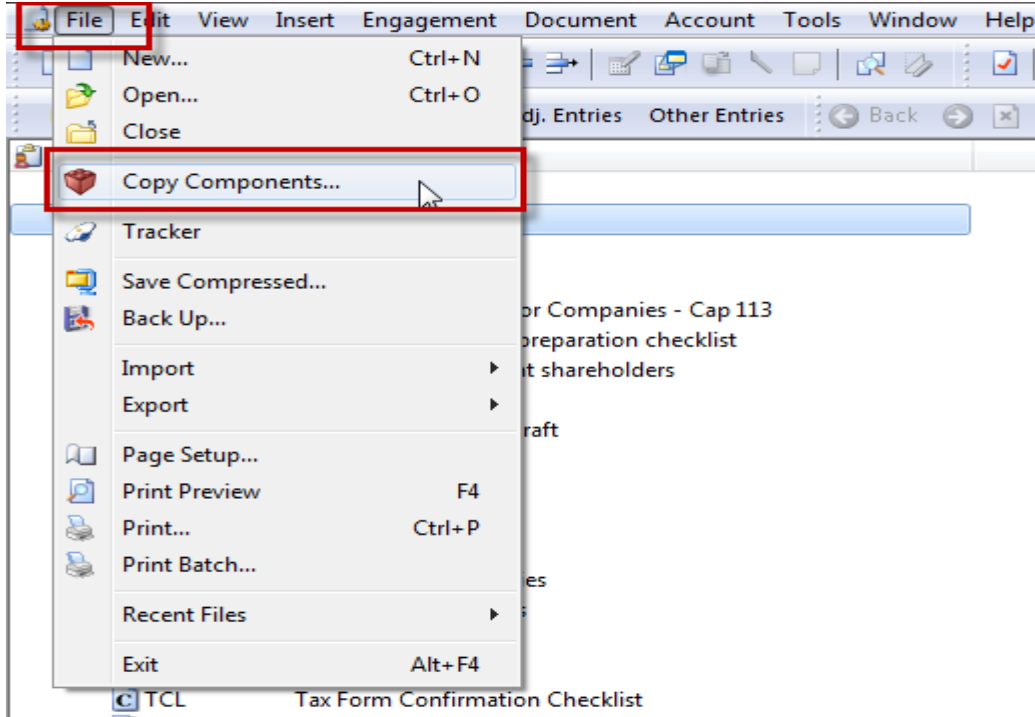 File Edit View Insert Engagement Document Account Tools Window Help
New... Ctrl+N
Open... Ctrl+O
dj. Entries Other Entries Back
Close
Copy Components...
Tracker
Save Compressed...
or Companies - Cap 113
Back Up...
preparation checklist
Import
t shareholders
Export
raft
Page Setup...
Print Preview F4
Print... Ctrl+P
Print Batch...
ies
Recent Files
s
Exit Alt+F4
TCL Tax Form Confirmation Checklist